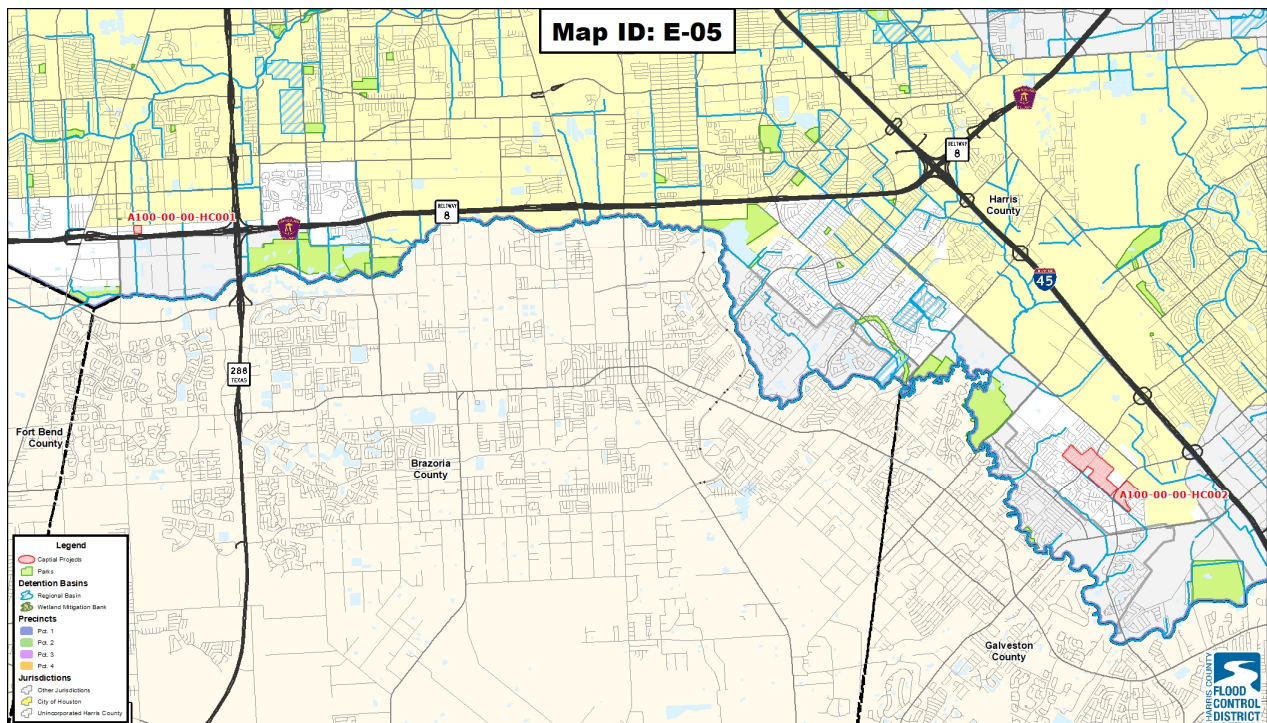 Map ID: E-05
BELTWAY
8
Harris
County
A100-00-00-HC001
BELTWAY
8
45
288
TEXAS
Fort Bend
County
Brazoria
County
A100-00-00-HC002
Galveston
County
Legend
Captial Projects
Parks
Detention Basins
Regional Basin
Wetland Mitigation Bank
Precincts
Pct. 1
Pct. 2
Pct. 3
Pct. 4
Jurisdictions
Other Jurisdictions
City of Houston
Unincorporated Harris County
HARRIS COUNTY
FLOOD
CONTROL
DISTRICT